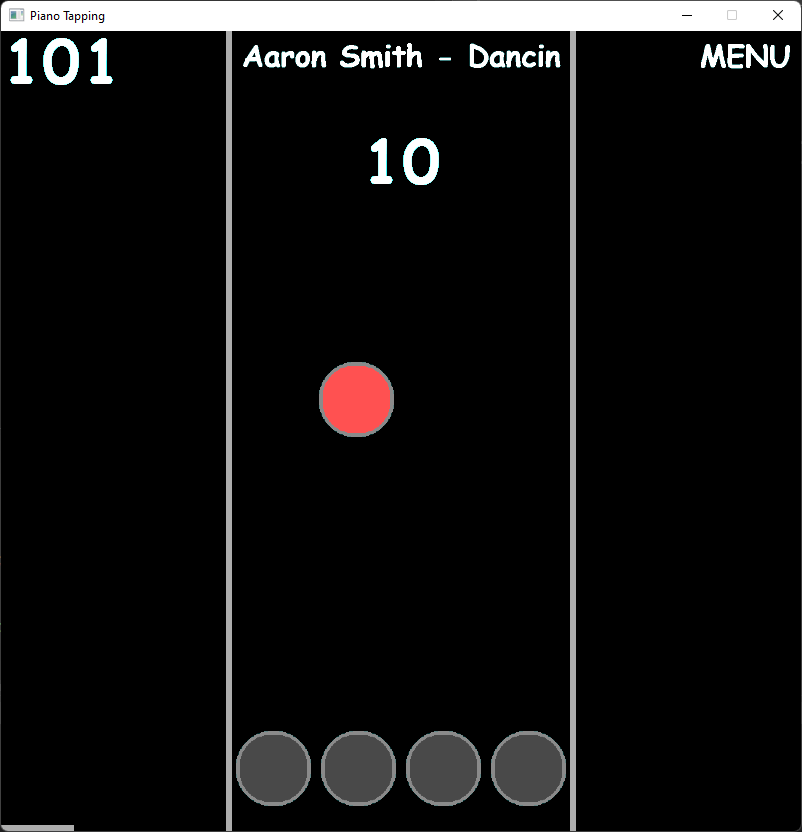 Piano Tapping
101
Aaron Smith - Dancin
MENU
10